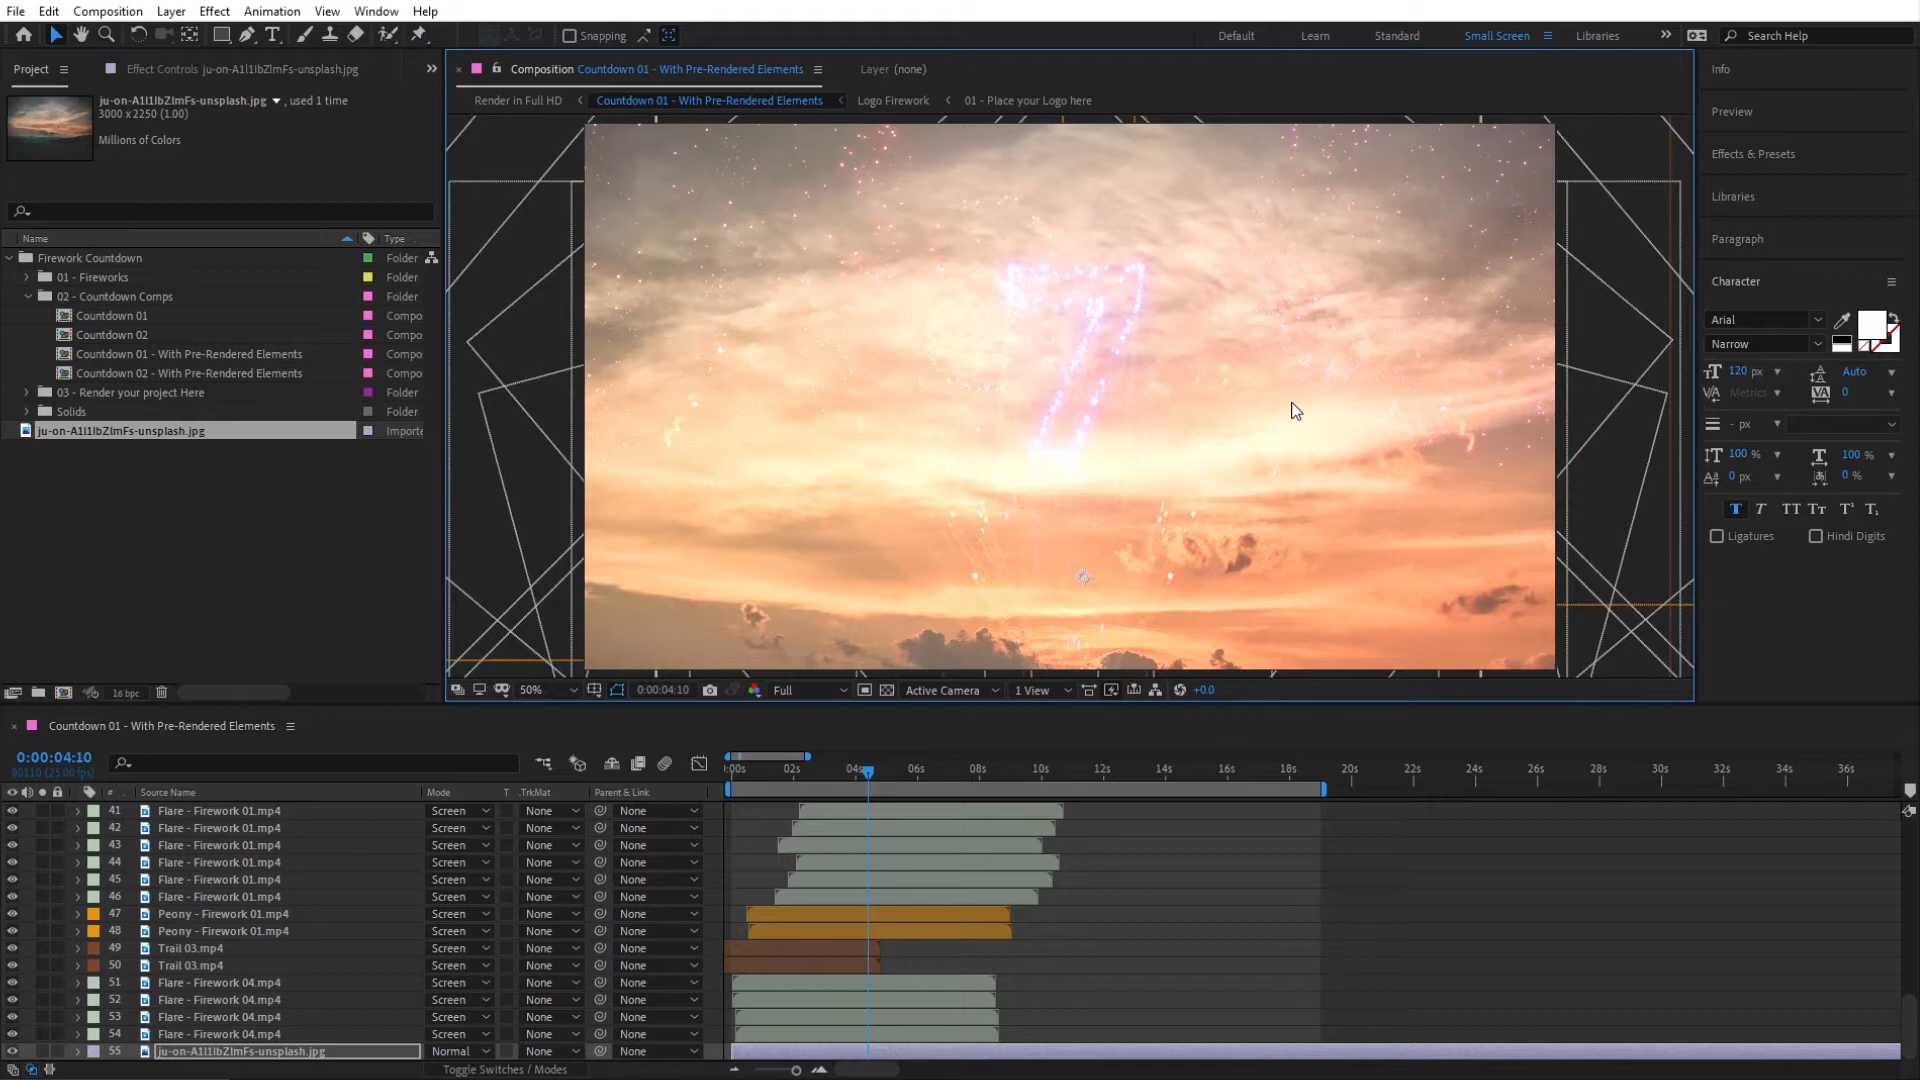 File Edit Composition Layer Effect Animation View Window Help
Snapping
Default Learn Standard Small Screen Libraries Search Help
Project Effect Controls ju-on-A1l1IbZlmFs-unsplash.jpg
ju-on-A1l1IbZlmFs-unsplash.jpg , used 1 time
3000 x 2250 (1.00)
Millions of Colors
Name Type
Firework Countdown Folder
01 - Fireworks Folder
02 - Countdown Comps Folder
Countdown 01 Compo
Countdown 02 Compo
Countdown 01 - With Pre-Rendered Elements Compo
Countdown 02 - With Pre-Rendered Elements Compo
03 - Render your project Here Folder
Solids Folder
ju-on-A1l1IbZlmFs-unsplash.jpg Importe
16 bpc
Composition Countdown 01 - With Pre-Rendered Elements Layer (none)
Render in Full HD Countdown 01 - With Pre-Rendered Elements Logo Firework 01 - Place your Logo here
7
50% 0:00:04:10 Full Active Camera 1 View +0.0
Info
Preview
Effects & Presets
Libraries
Paragraph
Character
Arial
Narrow
120 px Auto
Metrics 0
- px
100 % 100 %
0 px 0 %
T T TT Tт T¹ T₁
Ligatures Hindi Digits
Countdown 01 - With Pre-Rendered Elements
0:00:04:10
00110 (25.00 fps)
:00s 02s 04s 06s 08s 10s 12s 14s 16s 18s 20s 22s 24s 26s 28s 30s 32s 34s 36s
# Source Name Mode T .TrkMat Parent & Link
41 Flare - Firework 01.mp4 Screen None None
42 Flare - Firework 01.mp4 Screen None None
43 Flare - Firework 01.mp4 Screen None None
44 Flare - Firework 01.mp4 Screen None None
45 Flare - Firework 01.mp4 Screen None None
46 Flare - Firework 01.mp4 Screen None None
47 Peony - Firework 01.mp4 Screen None None
48 Peony - Firework 01.mp4 Screen None None
49 Trail 03.mp4 Screen None None
50 Trail 03.mp4 Screen None None
51 Flare - Firework 04.mp4 Screen None None
52 Flare - Firework 04.mp4 Screen None None
53 Flare - Firework 04.mp4 Screen None None
54 Flare - Firework 04.mp4 Screen None None
55 ju-on-A1l1IbZlmFs-unsplash.jpg Normal None None
Toggle Switches / Modes